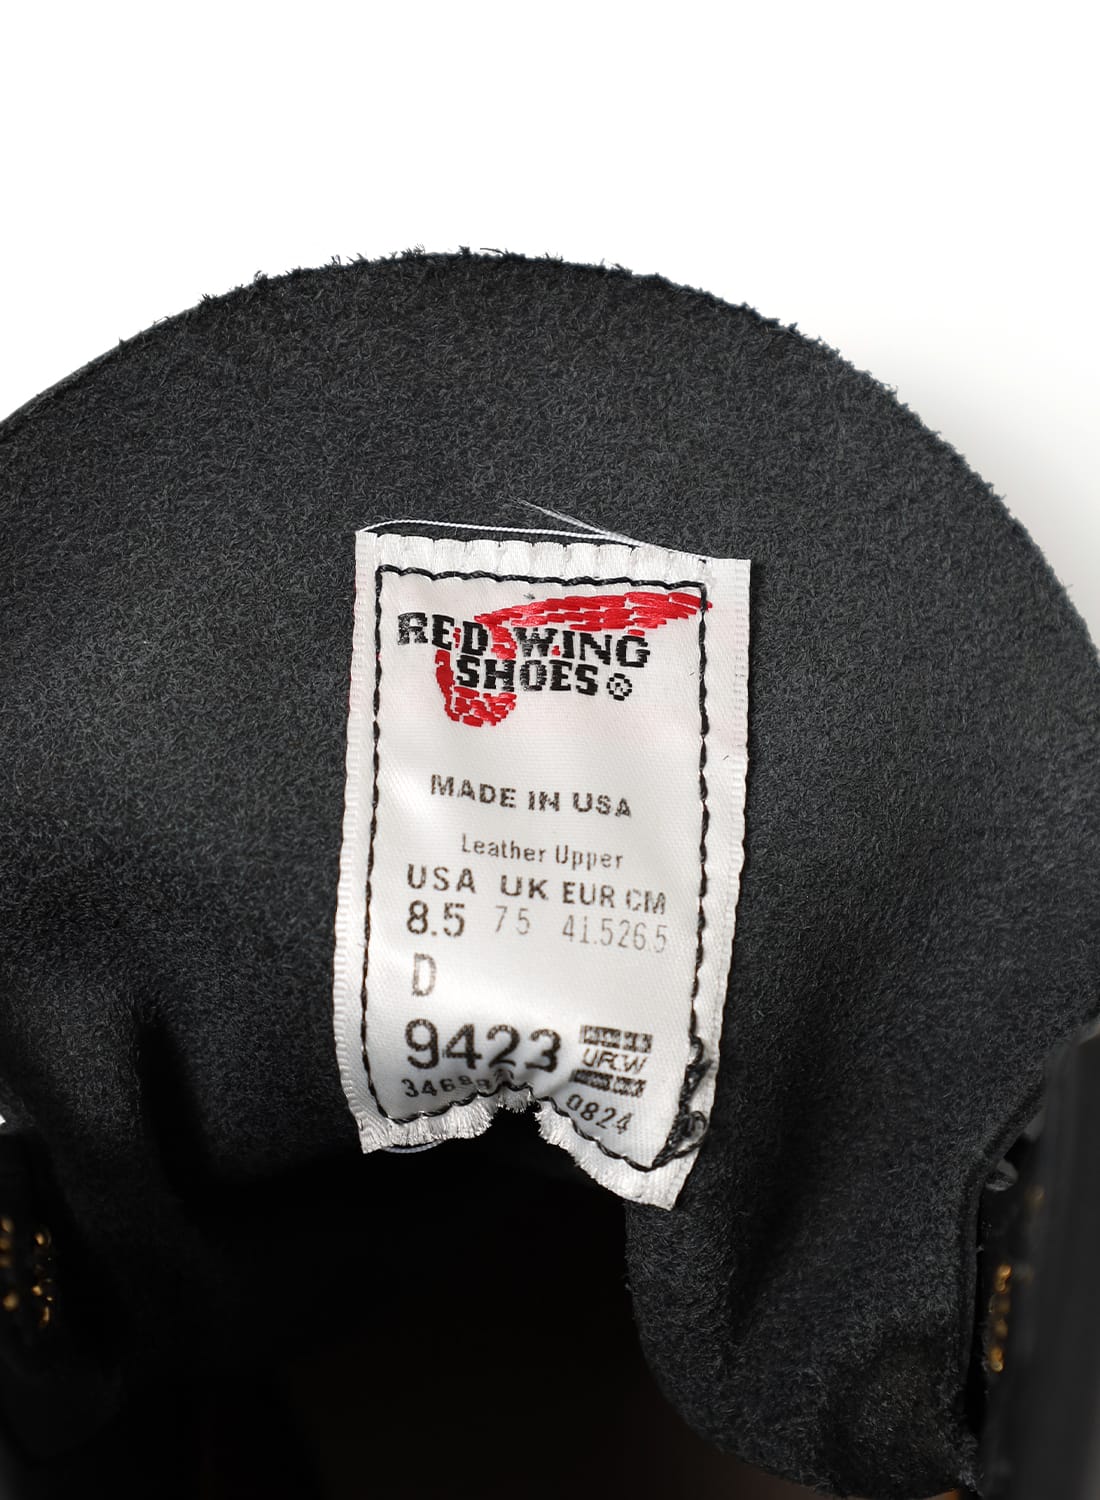 RED WING
SHOES ®
MADE IN USA
Leather Upper
USA UK EUR CM
8.5 7.5 41.5 26.5
D
9423
UFCW
0824